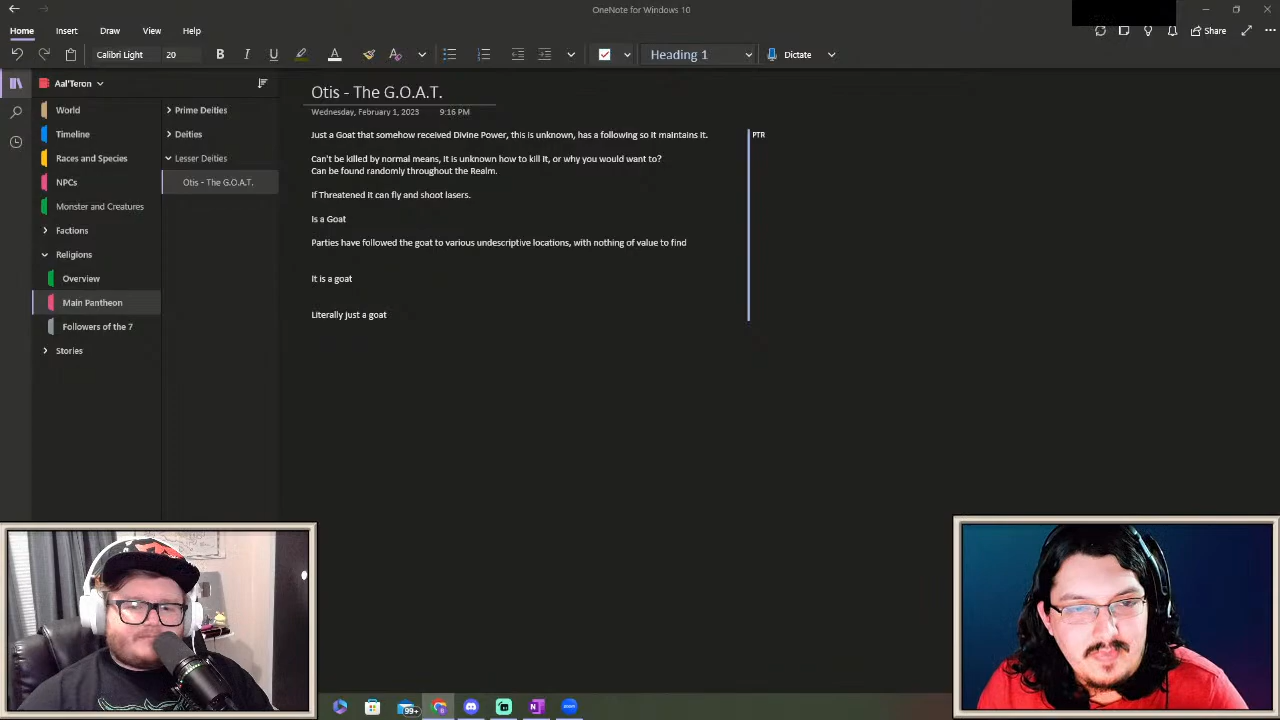 OneNote for Windows 10
Home Insert Draw View Help
Share
Calibri Light 20
Heading 1
Dictate
Aal'Teron
World
Timeline
Races and Species
NPCs
Monster and Creatures
Factions
Religions
Overview
Main Pantheon
Followers of the 7
Stories
Prime Deities
Deities
Lesser Deities
Otis - The G.O.A.T.
Otis - The G.O.A.T.
Wednesday, February 1, 2023 9:16 PM
Just a Goat that somehow received Divine Power, this is unknown, has a following so it maintains it.
Can't be killed by normal means, it is unknown how to kill it, or why you would want to?
Can be found randomly throughout the Realm.
If Threatened it can fly and shoot lasers.
Is a Goat
Parties have followed the goat to various undescriptive locations, with nothing of value to find
It is a goat
Literally just a goat
PTR
99+
zoom